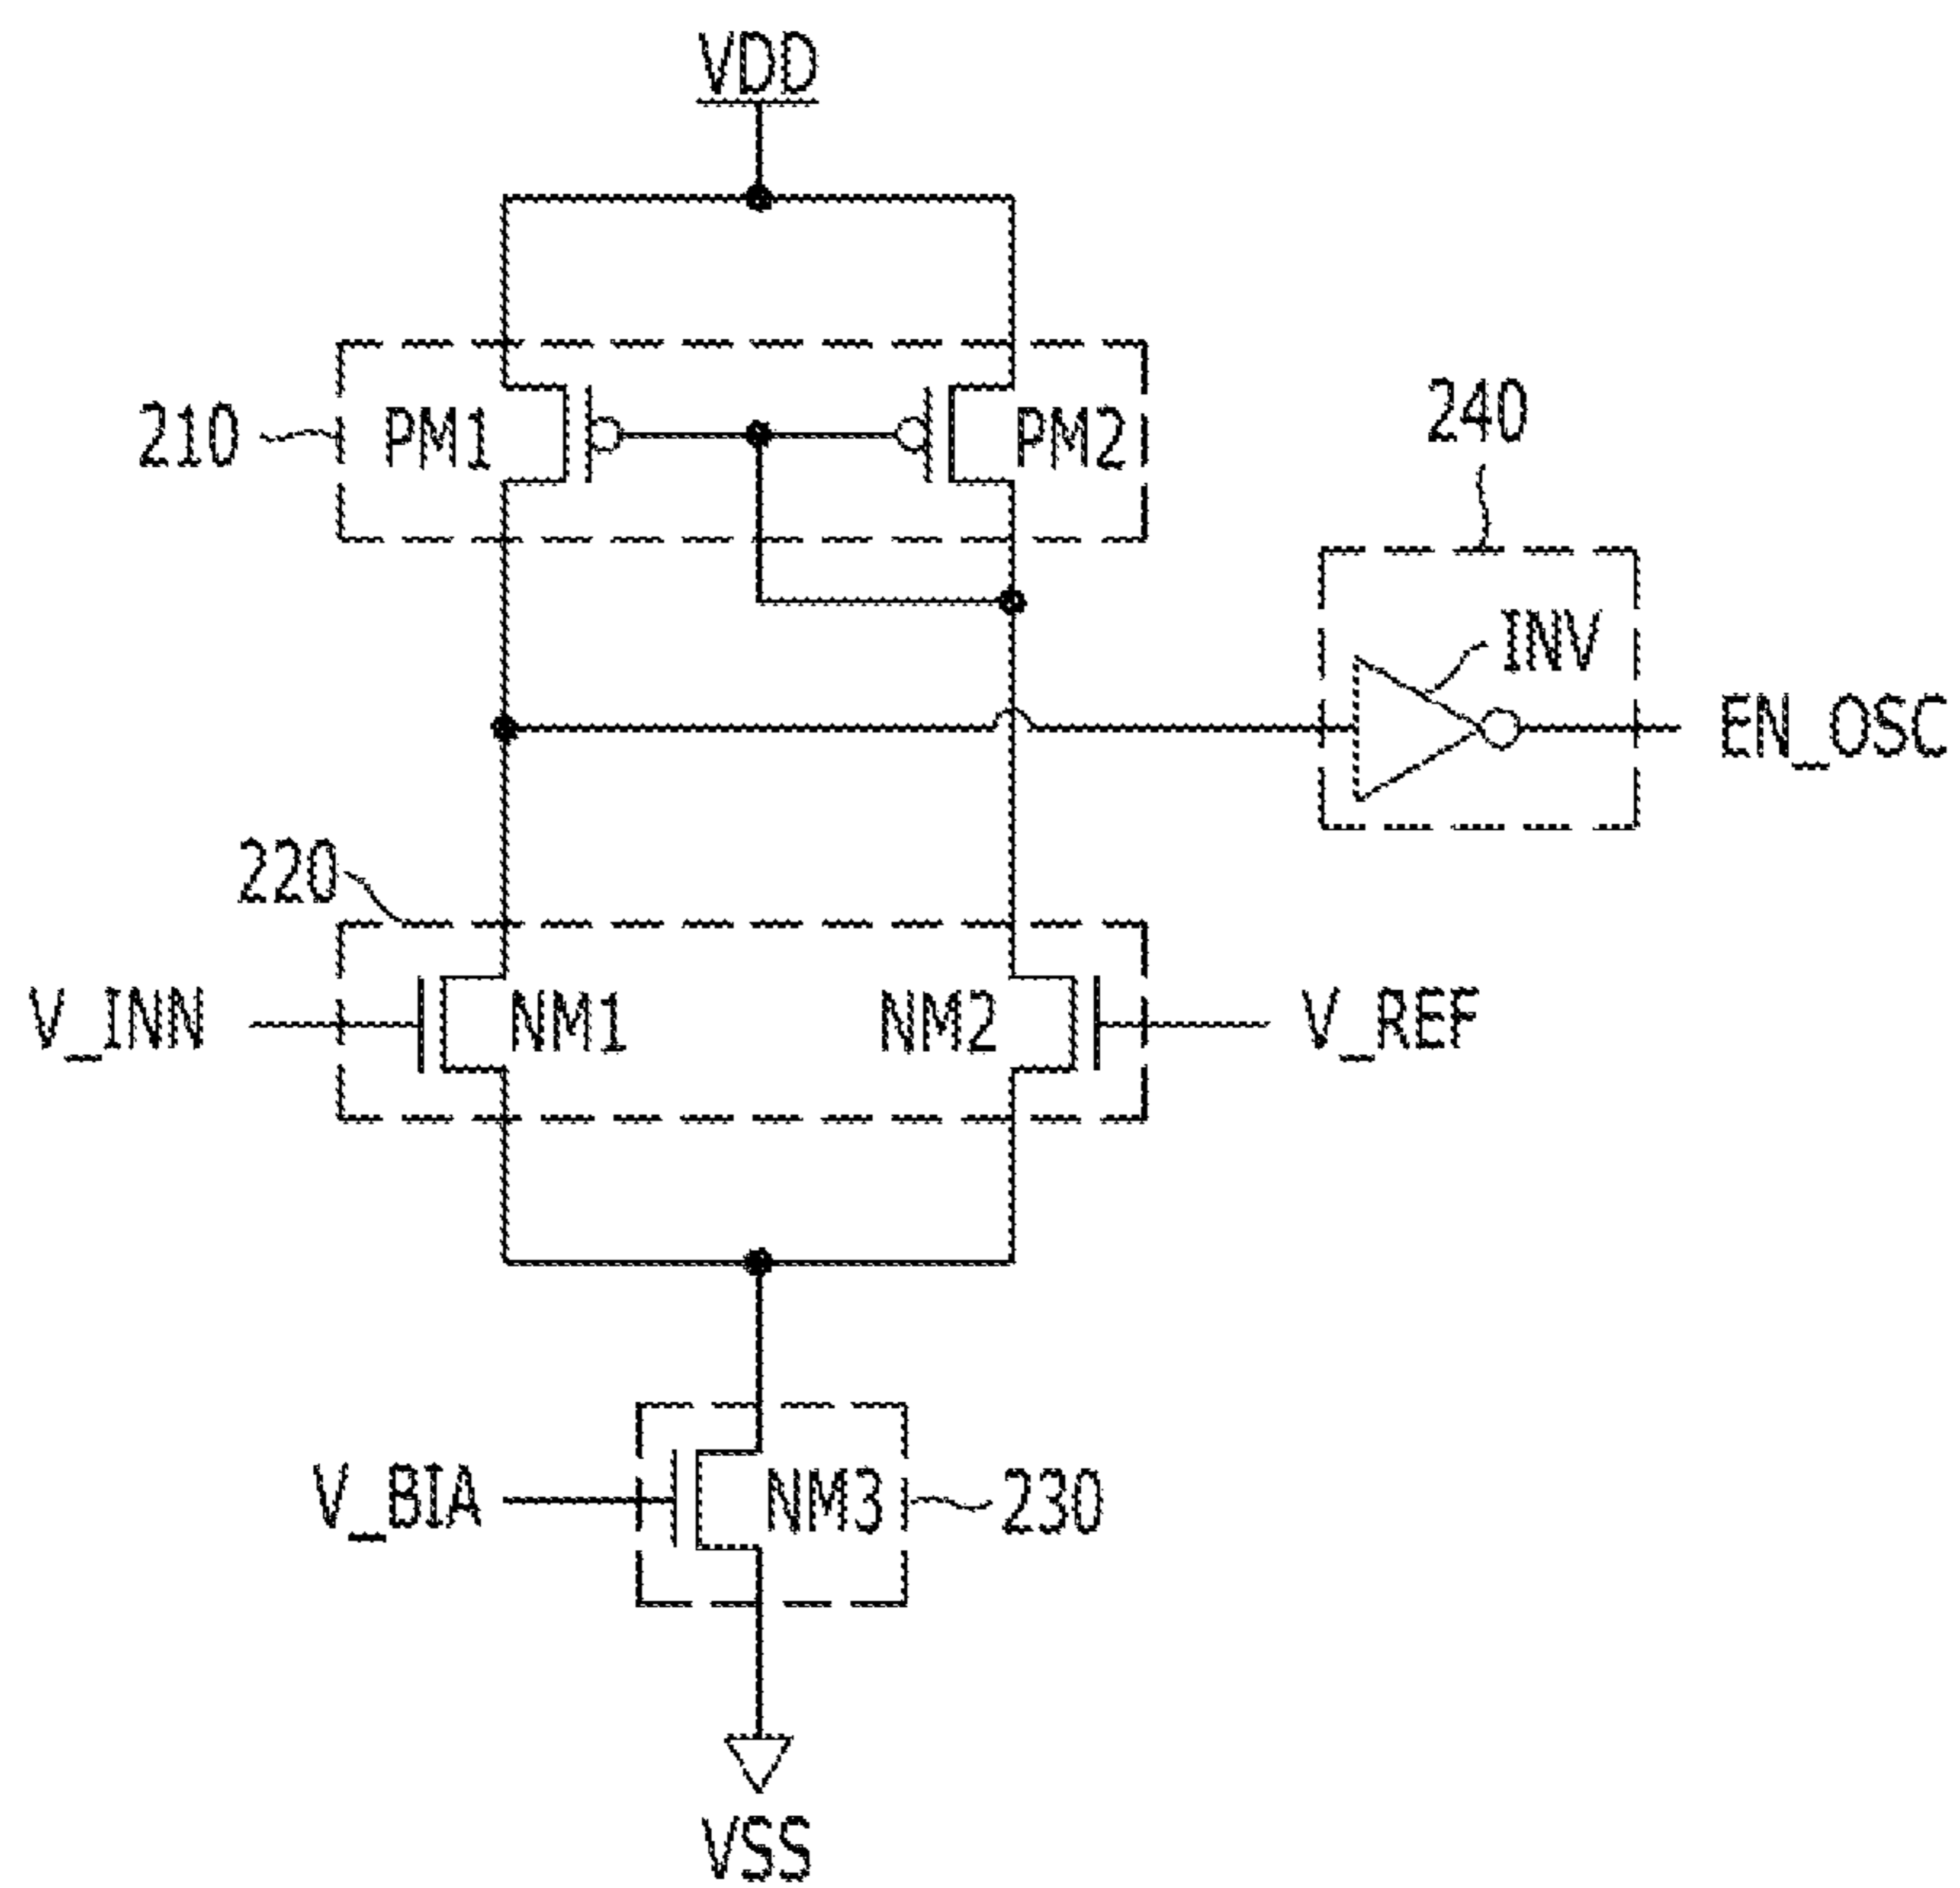 VDD
210
PM1
PM2
240
INV
EN_OSC
220
V_INN
NM1
NM2
V_REF
V_BIA
NM3
230
VSS